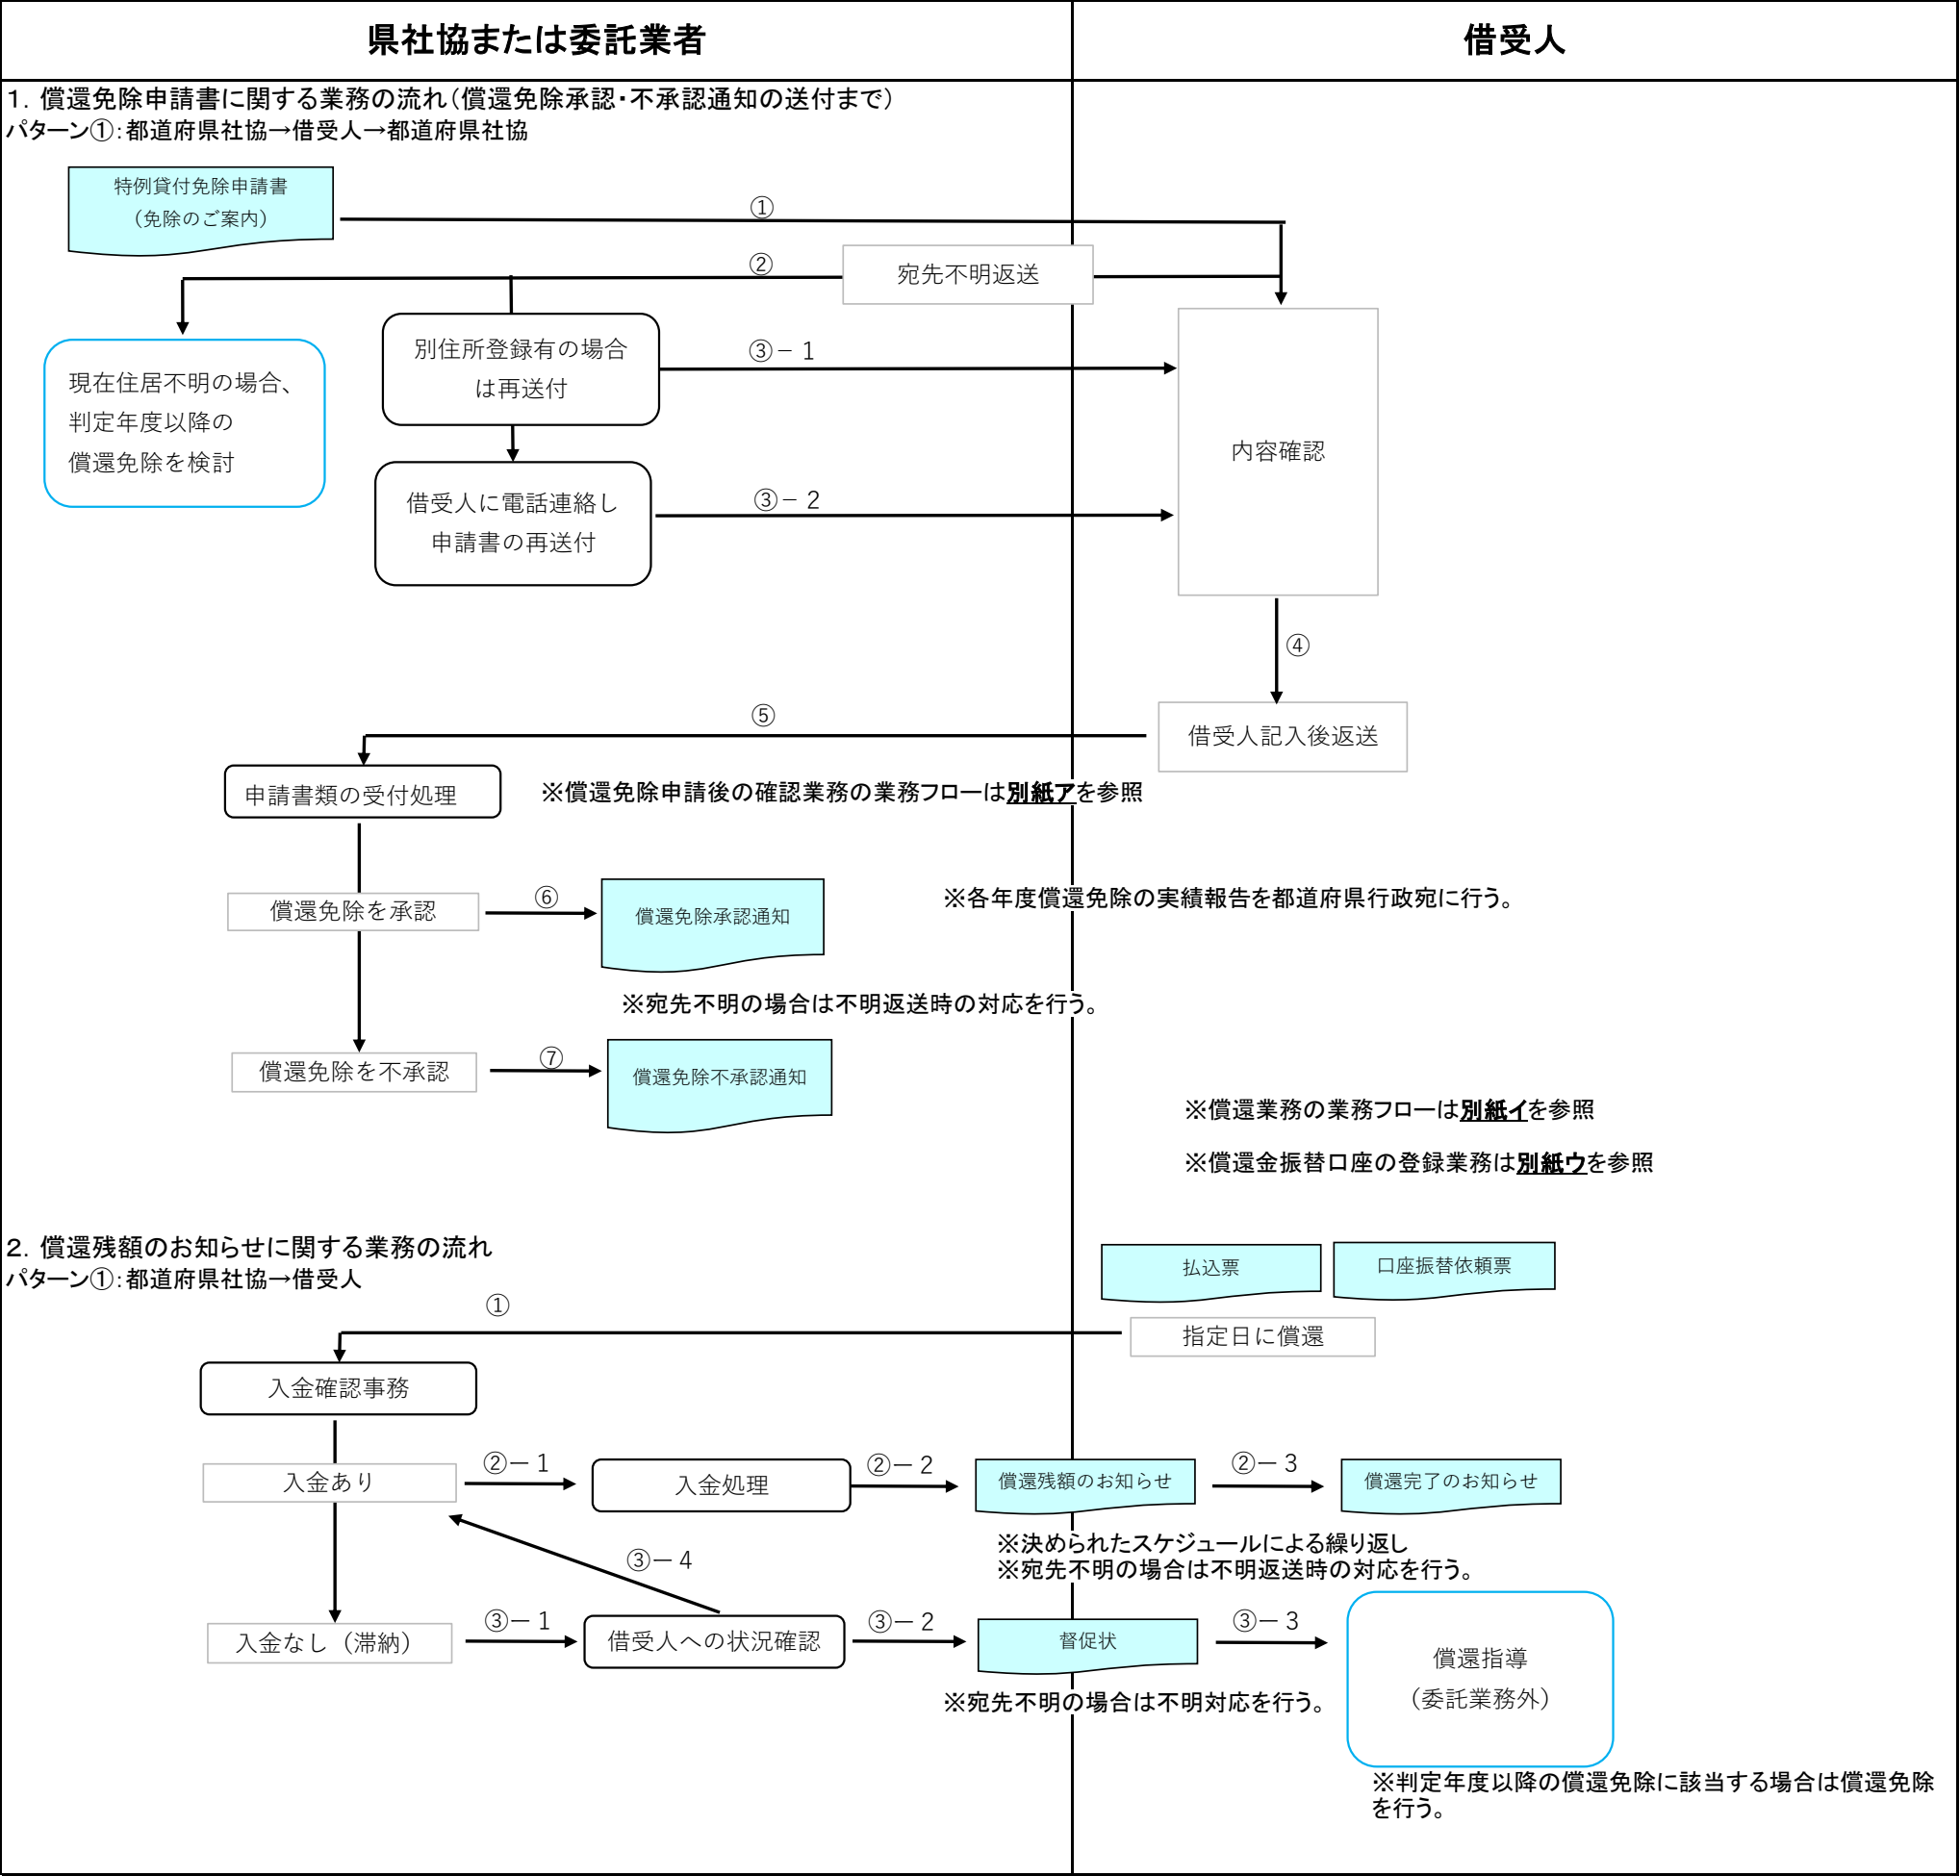 県社協または委託業者
借受人
１．償還免除申請書に関する業務の流れ（償還免除承認・不承認通知の送付まで）
パターン①：都道府県社協→借受人→都道府県社協
特例貸付免除申請書
（免除のご案内）
①
②
宛先不明返送
別住所登録有の場合
は再送付
③－１
現在住居不明の場合、
判定年度以降の
償還免除を検討
内容確認
借受人に電話連絡し
申請書の再送付
③－２
④
⑤
借受人記入後返送
申請書類の受付処理
※償還免除申請後の確認業務の業務フローは別紙アを参照
償還免除を承認
⑥
償還免除承認通知
※各年度償還免除の実績報告を都道府県行政宛に行う。
※宛先不明の場合は不明返送時の対応を行う。
償還免除を不承認
⑦
償還免除不承認通知
※償還業務の業務フローは別紙イを参照
※償還金振替口座の登録業務は別紙ウを参照
２．償還残額のお知らせに関する業務の流れ
パターン①：都道府県社協→借受人
払込票
口座振替依頼票
①
指定日に償還
入金確認事務
入金あり
②－１
入金処理
②－２
償還残額のお知らせ
②－３
償還完了のお知らせ
※決められたスケジュールによる繰り返し
※宛先不明の場合は不明返送時の対応を行う。
③－４
入金なし（滞納）
③－１
借受人への状況確認
③－２
督促状
③－３
償還指導
（委託業務外）
※宛先不明の場合は不明対応を行う。
※判定年度以降の償還免除に該当する場合は償還免除
を行う。